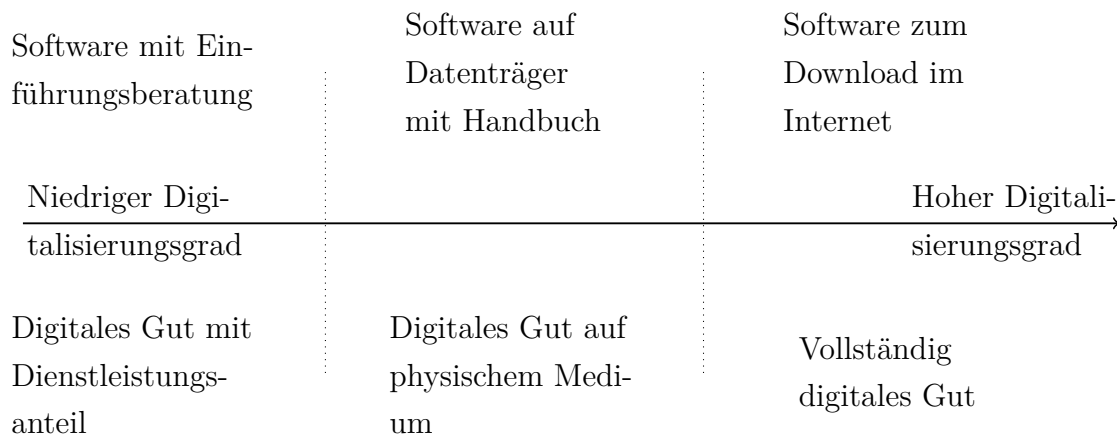 Software mit Ein-
führungsberatung
Software auf
Datenträger
mit Handbuch
Software zum
Download im
Internet
Niedriger Digi-
talisierungsgrad
Hoher Digitali-
sierungsgrad
Digitales Gut mit
Dienstleistungs-
anteil
Digitales Gut auf
physischem Medi-
um
Vollständig
digitales Gut